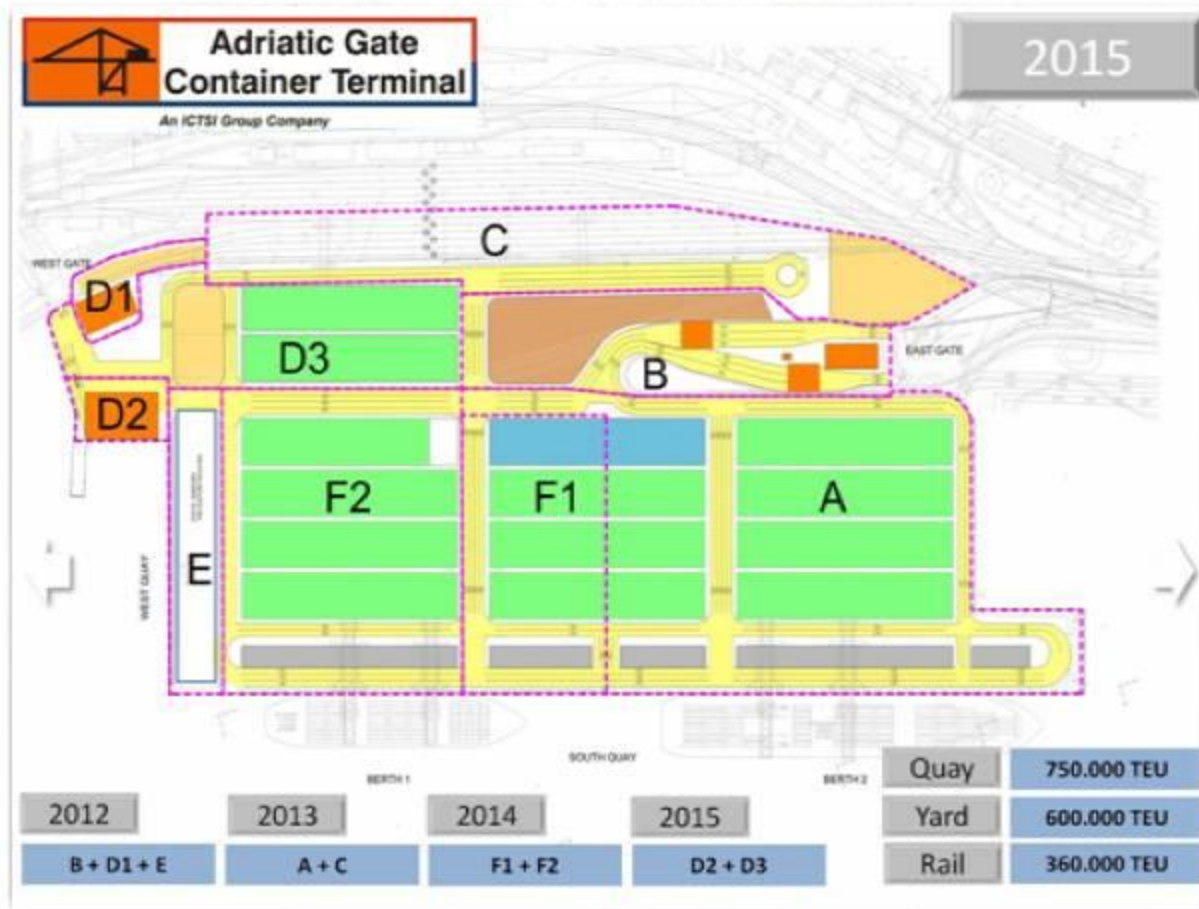 Adriatic Gate
Container Terminal
An ICTSI Group Company
2015
C
WEST GATE
D1
D3
B
EAST GATE
D2
F2
F1
A
E
WEST QUAY
SOUTH QUAY
BERTH 1
BERTH 2
Quay
750.000 TEU
Yard
600.000 TEU
Rail
360.000 TEU
2012
2013
2014
2015
B + D1 + E
A + C
F1 + F2
D2 + D3